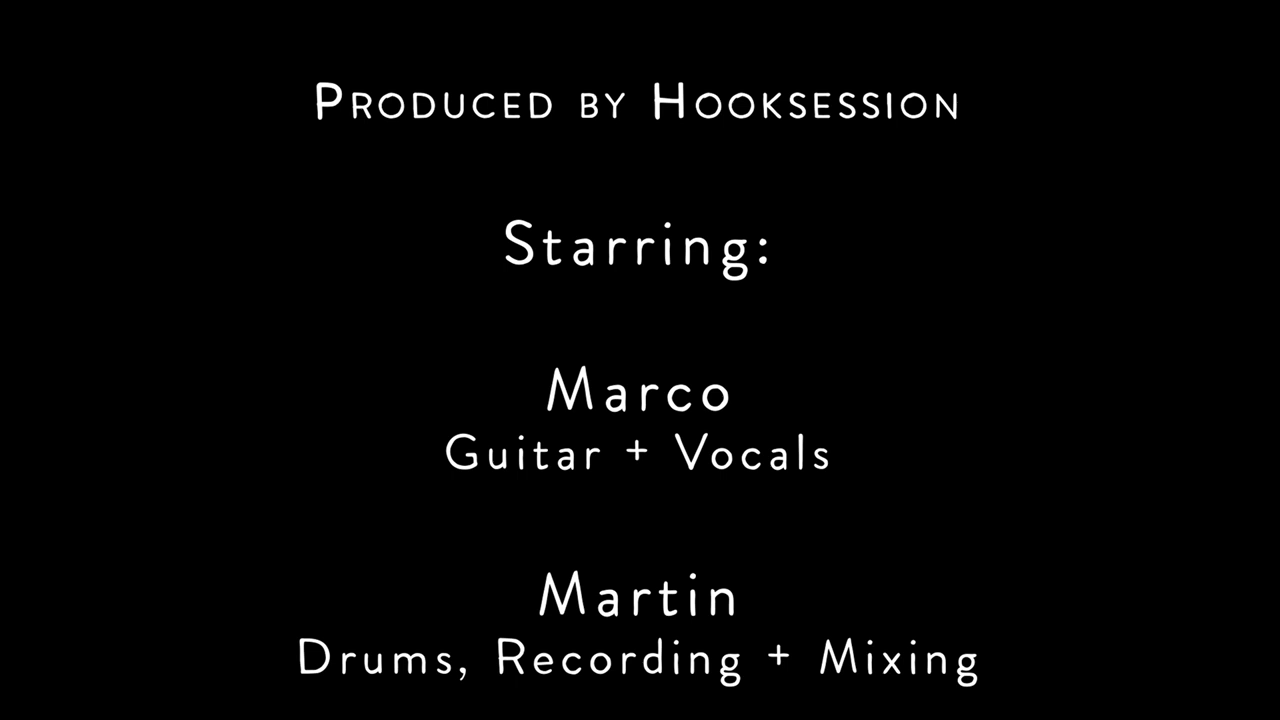 Produced by Hooksession
Starring:
Marco
Guitar + Vocals
Martin
Drums, Recording + Mixing